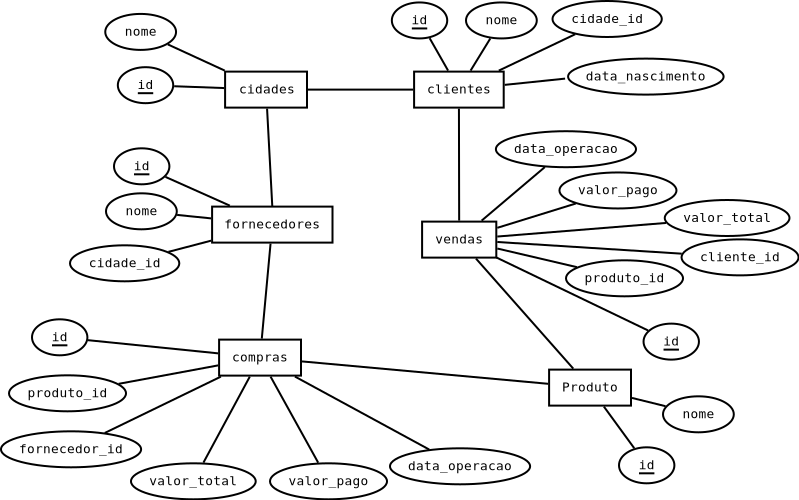 nome
id
cidades
id
nome
cidade_id
clientes
data_nascimento
id
nome
cidade_id
fornecedores
data_operacao
valor_pago
valor_total
vendas
cliente_id
produto_id
id
id
produto_id
fornecedor_id
compras
valor_total
valor_pago
data_operacao
Produto
nome
id